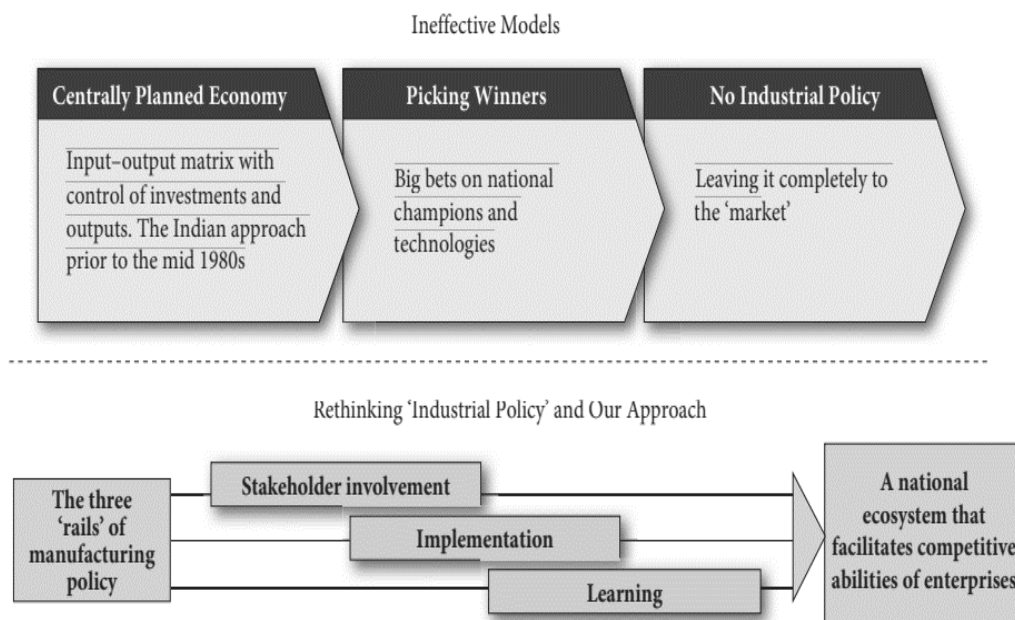 Ineffective Models
Centrally Planned Economy
Input–output matrix with
control of investments and
outputs. The Indian approach
prior to the mid 1980s
Picking Winners
Big bets on national
champions and
technologies
No Industrial Policy
Leaving it completely to
the ‘market’
Rethinking ‘Industrial Policy’ and Our Approach
The three
‘rails’ of
manufacturing
policy
Stakeholder involvement
Implementation
Learning
A national
ecosystem that
facilitates competitive
abilities of enterprises